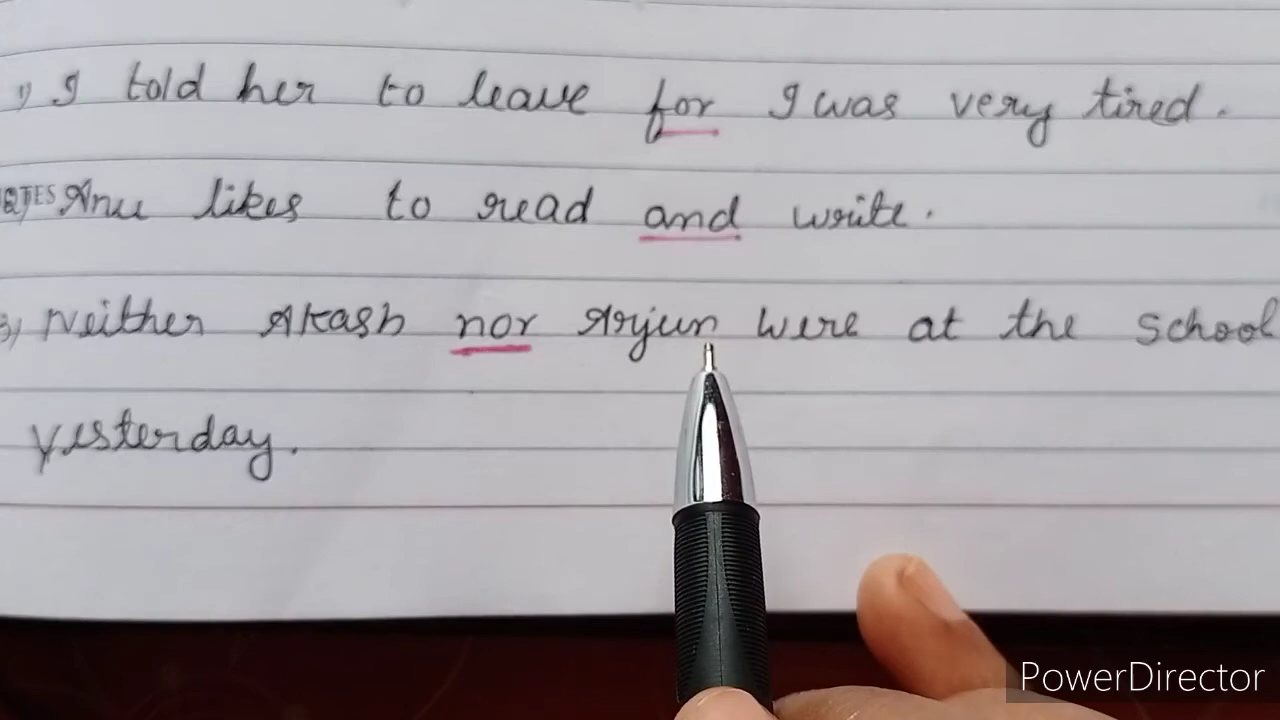 1) I told her to leave for I was very tired.
2) Anu likes to read and write.
3) Neither Akash nor Arjun were at the school
yesterday.
PowerDirector